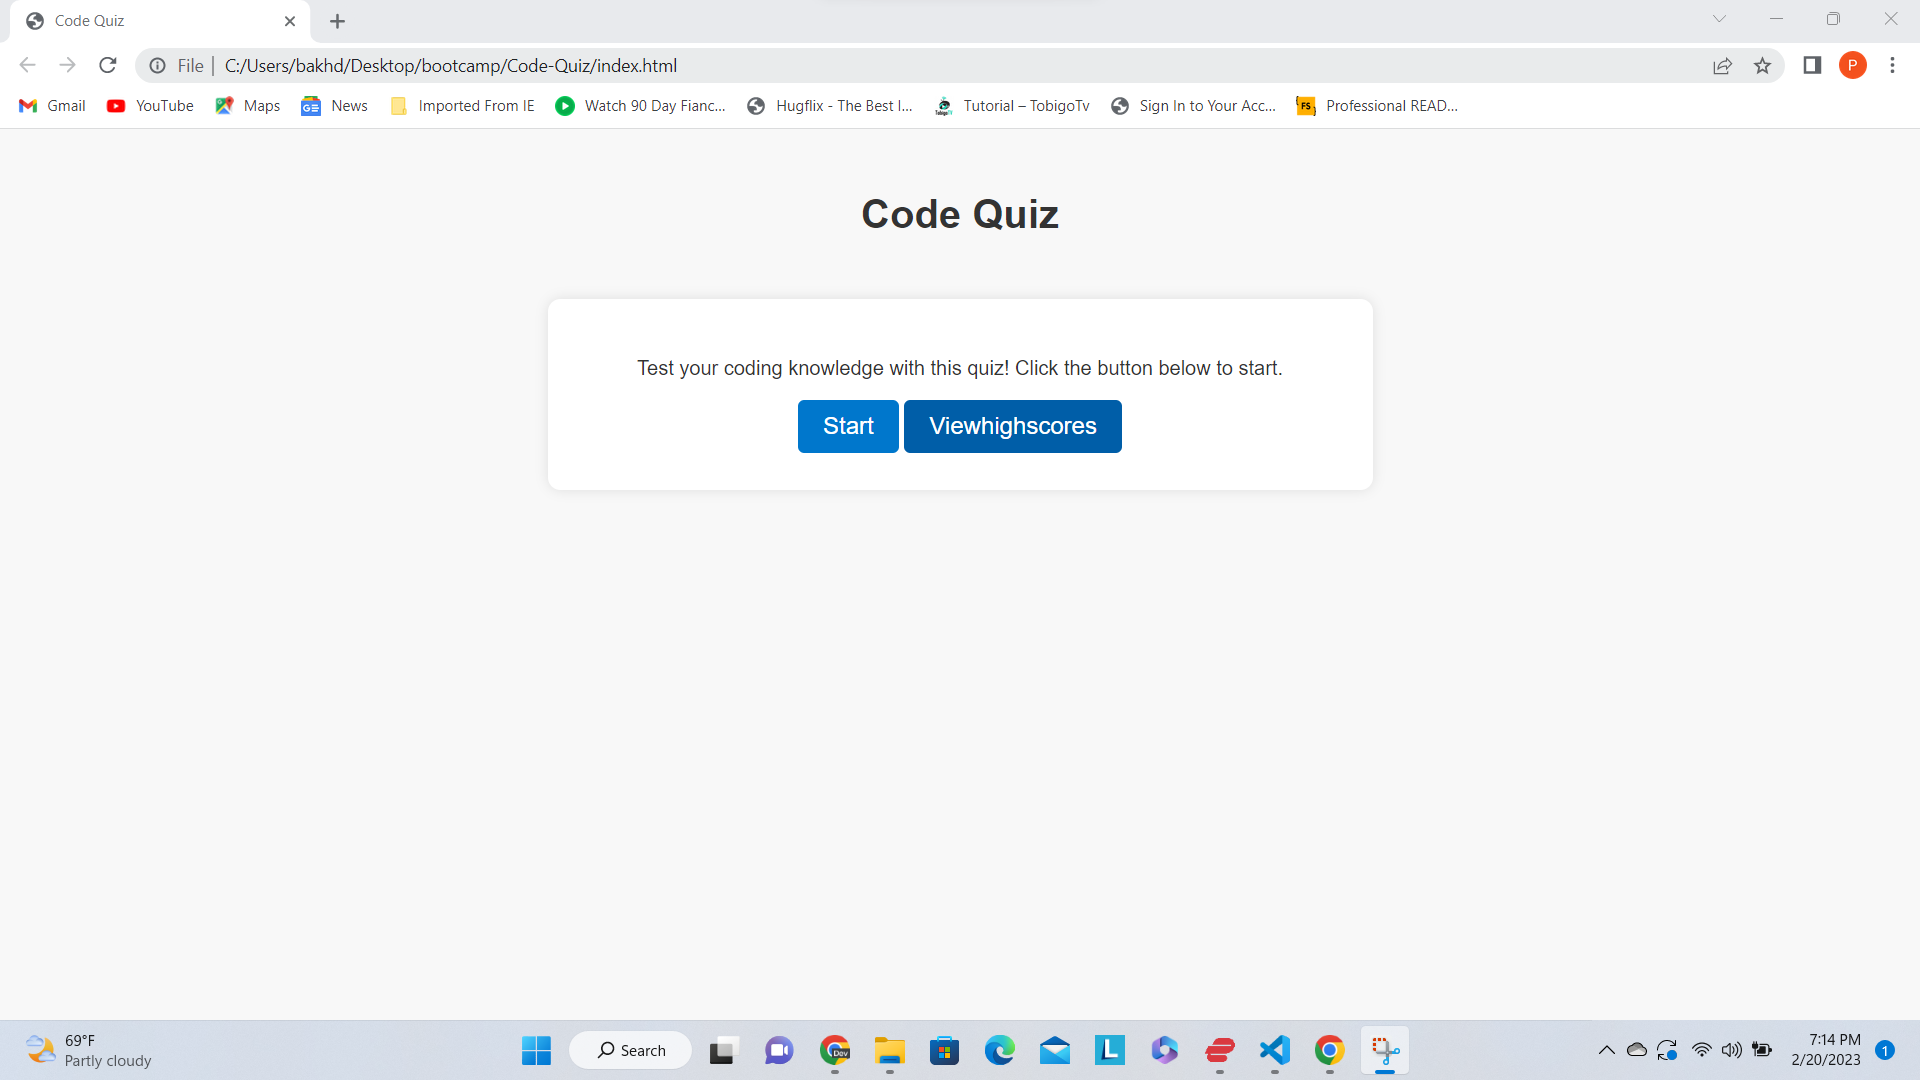 Code Quiz
File | C:/Users/bakhd/Desktop/bootcamp/Code-Quiz/index.html
P
Gmail YouTube Maps News Imported From IE Watch 90 Day Fianc... Hugflix - The Best I... Tutorial – TobigoTv Sign In to Your Acc... Professional READ...
Code Quiz
Test your coding knowledge with this quiz! Click the button below to start.
Start Viewhighscores
69°F
Partly cloudy
Search
Dev
L
7:14 PM
2/20/2023
1